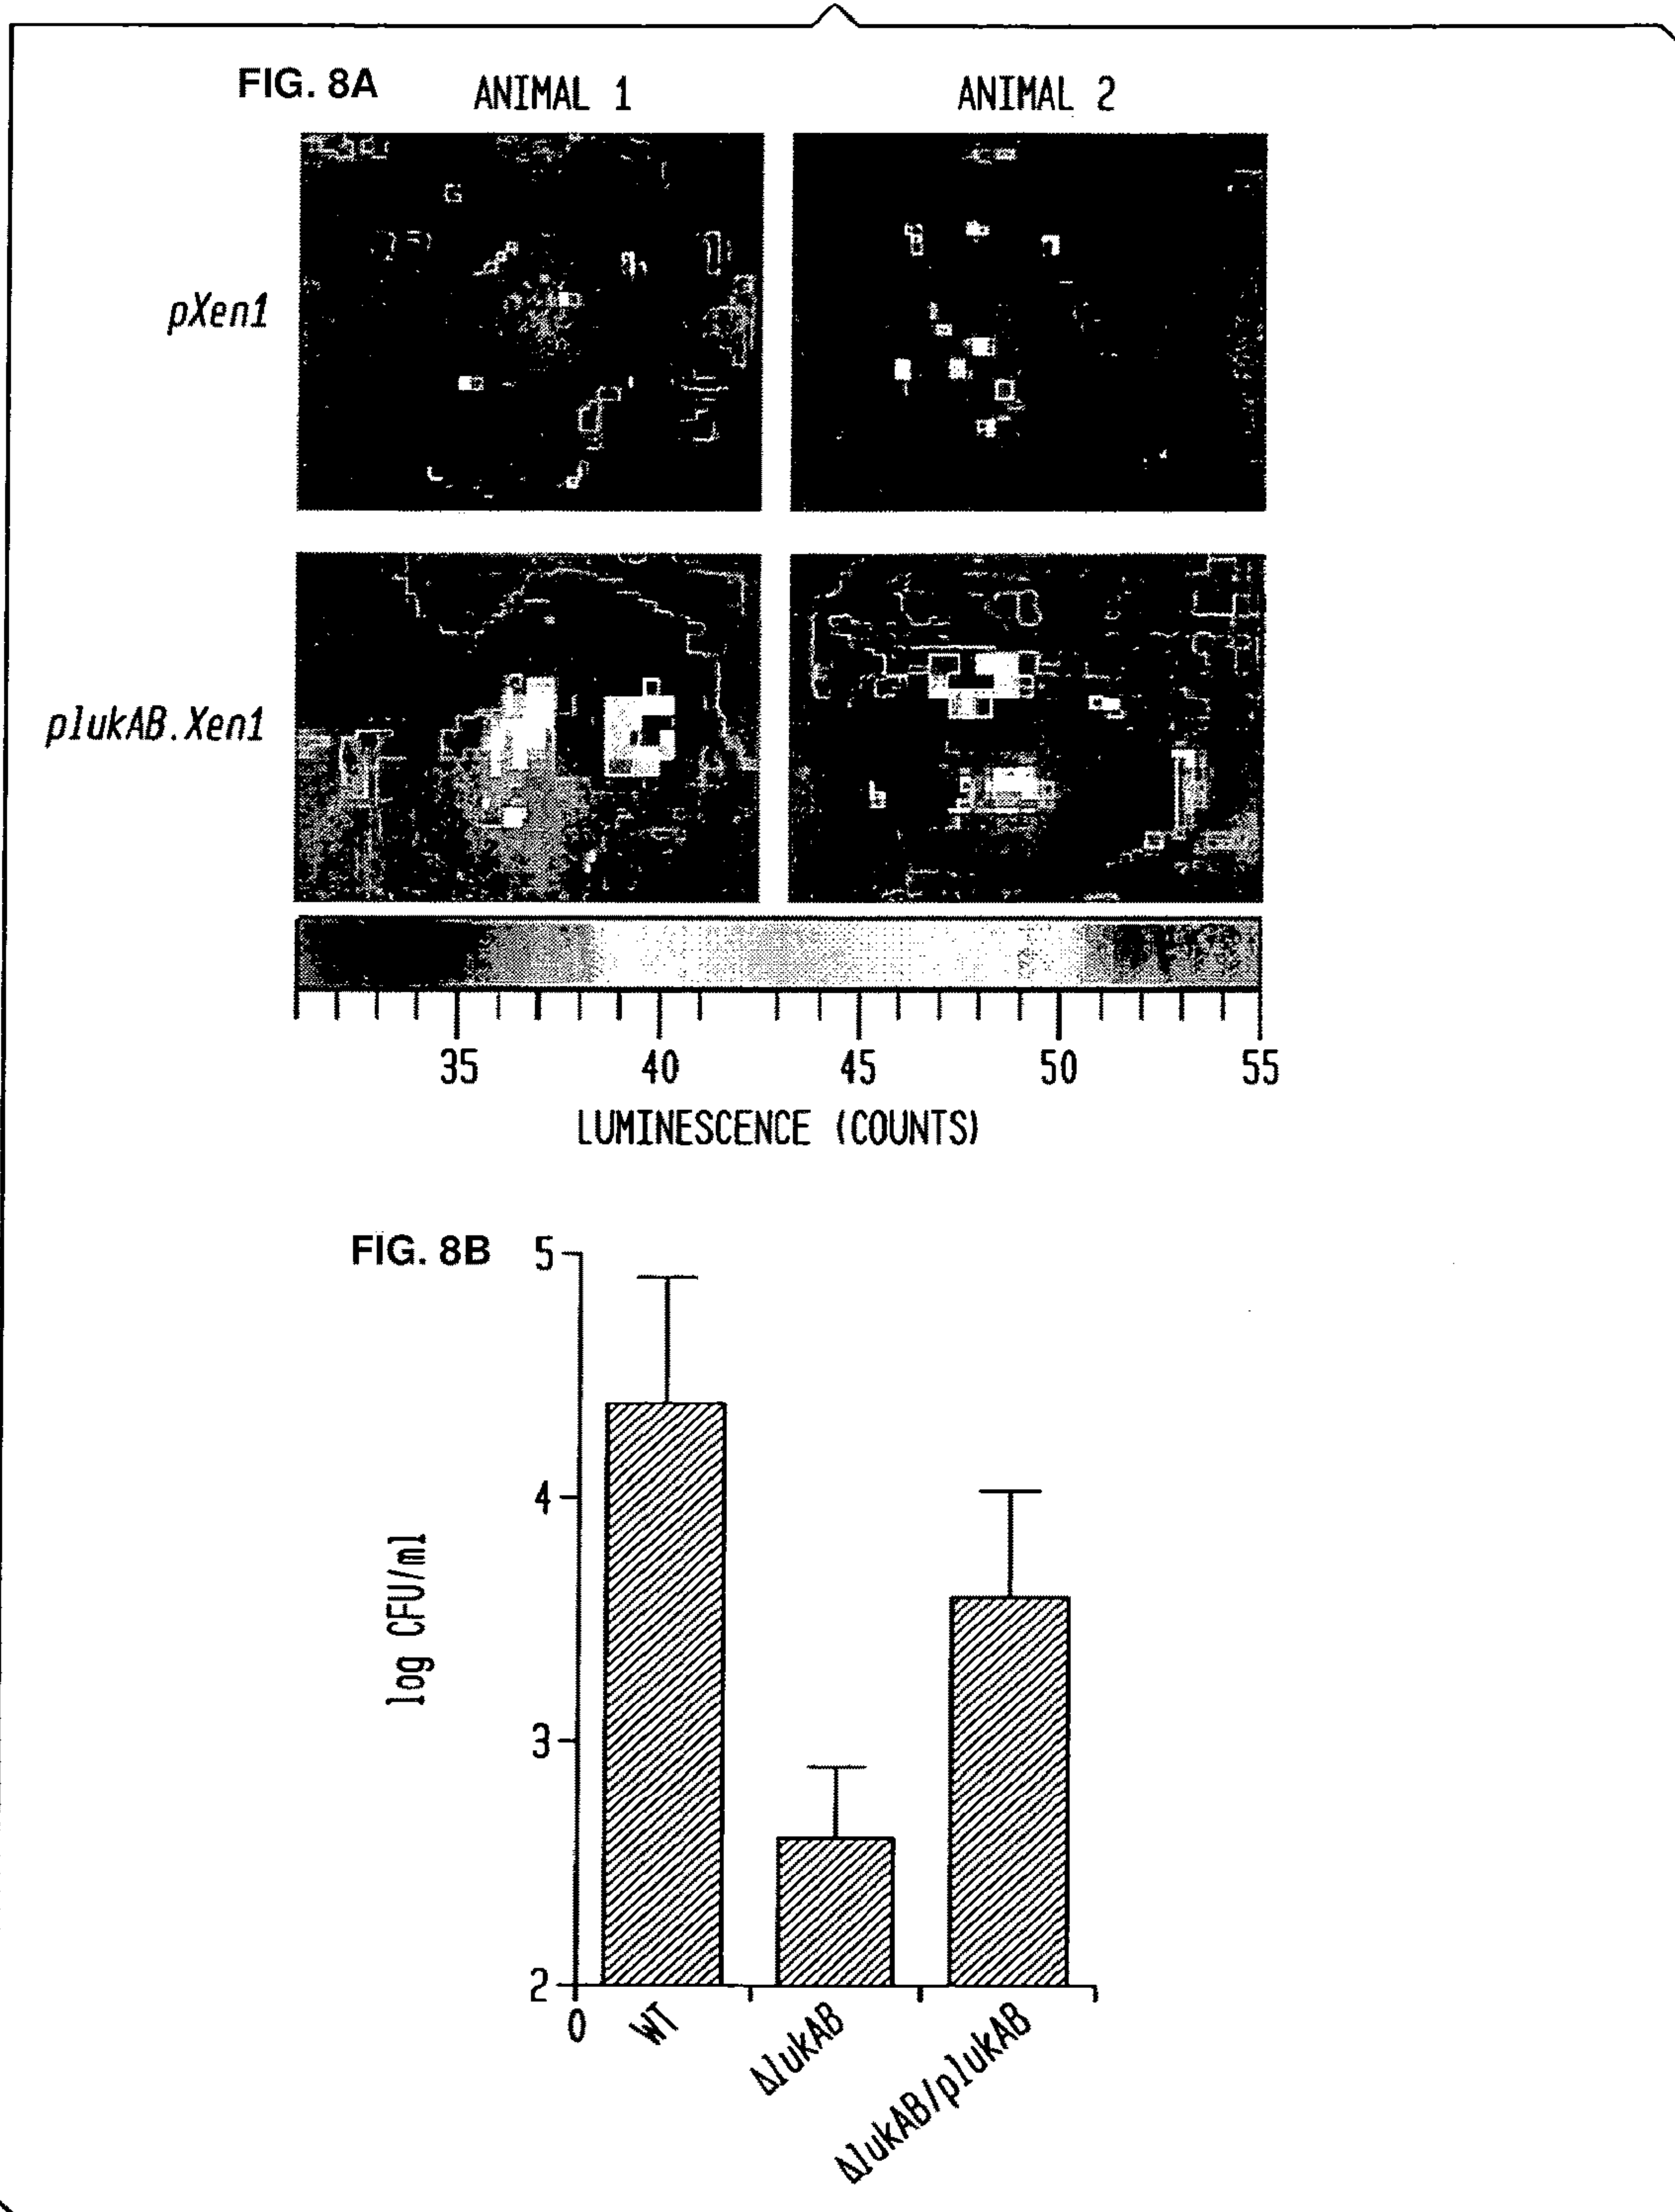 FIG. 8A
ANIMAL 1
ANIMAL 2
pXen1
plukAB.Xen1
35 40 45 50 55
LUMINESCENCE (COUNTS)
FIG. 8B
5
4
3
2
0
log CFU/ml
WT
ΔlukAB
ΔlukAB/plukAB